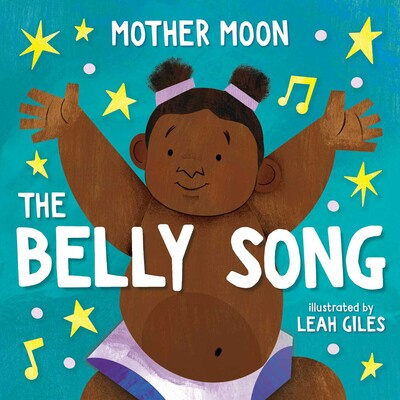 MOTHER MOON
THE
BELLY SONG
illustrated by
LEAH GILES